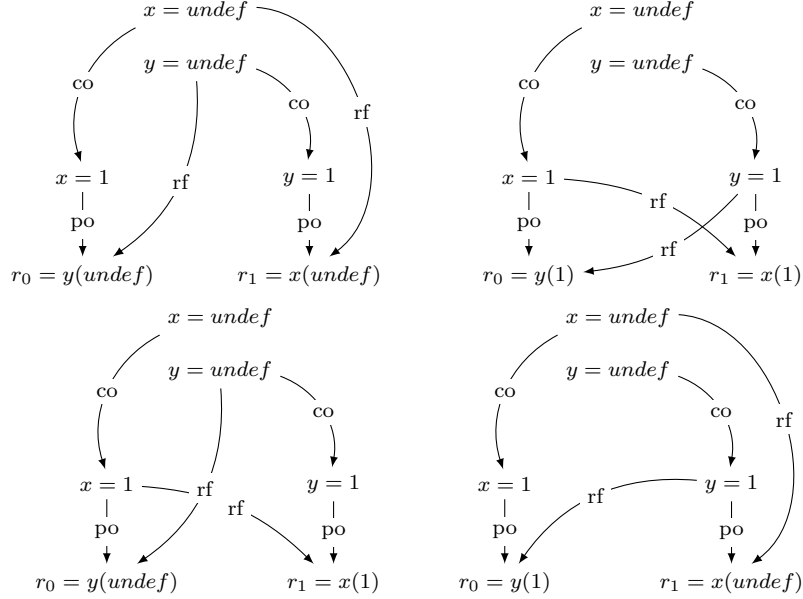 x = undef
y = undef
co
co
rf
x = 1
rf
y = 1
po
po
r0 = y(undef)
r1 = x(undef)
x = undef
y = undef
co
co
x = 1
y = 1
rf
po
po
rf
r0 = y(1)
r1 = x(1)
x = undef
y = undef
co
co
x = 1
rf
y = 1
rf
po
po
r0 = y(undef)
r1 = x(1)
x = undef
y = undef
co
co
rf
x = 1
rf
y = 1
po
po
r0 = y(1)
r1 = x(undef)